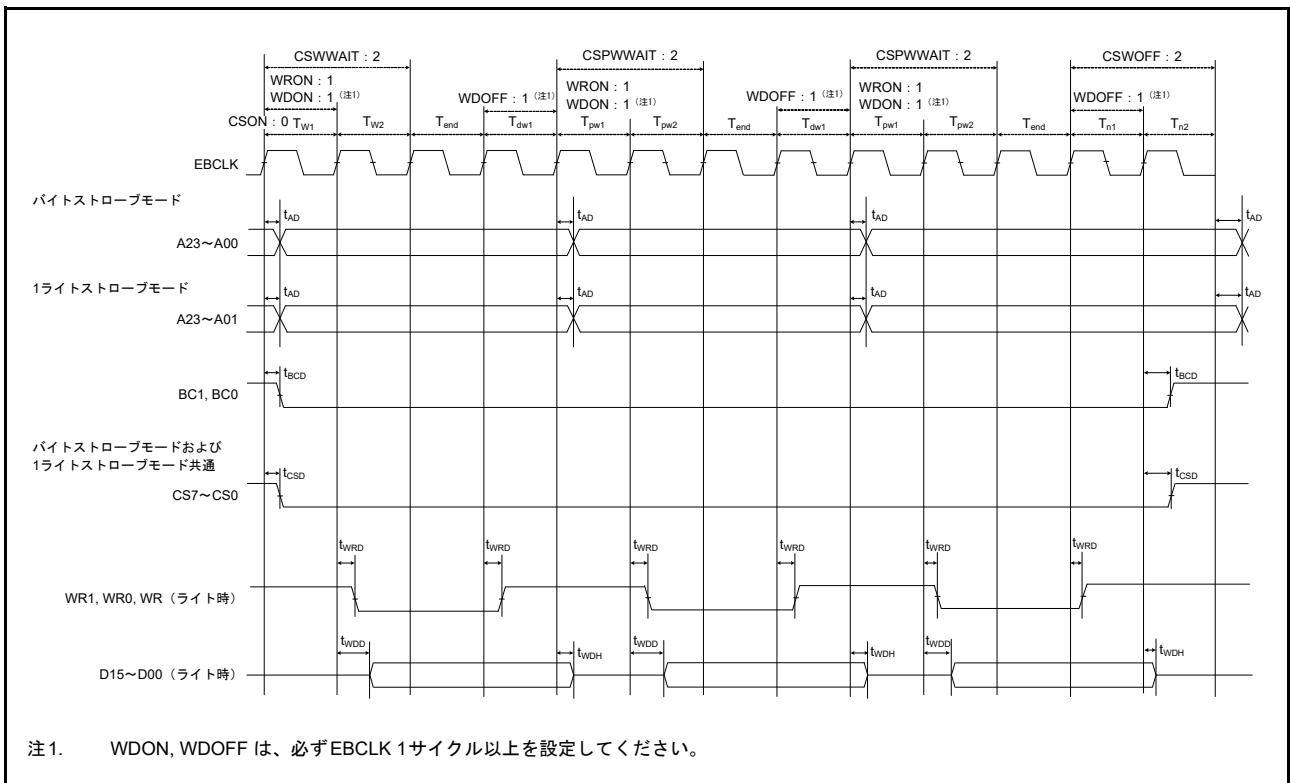 CSWWAIT：2 CSPWWAIT：2 CSPWWAIT：2 CSWOFF：2
WRON：1 WRON：1 WRON：1
WDON：1（注1） WDOFF：1（注1） WDON：1（注1） WDOFF：1（注1） WDON：1（注1） WDOFF：1（注1）
CSON：0 TW1 TW2 Tend Tdw1 Tpw1 Tpw2 Tend Tdw1 Tpw1 Tpw2 Tend Tn1 Tn2
EBCLK
バイトストローブモード
tAD tAD tAD tAD
A23～A00
1ライトストローブモード
tAD tAD tAD tAD
A23～A01
tBCD tBCD
BC1, BC0
バイトストローブモードおよび
1ライトストローブモード共通
tCSD tCSD
CS7～CS0
tWRD tWRD tWRD tWRD tWRD tWRD
WR1, WR0, WR（ライト時）
tWDD tWDH tWDD tWDH tWDD tWDH
D15～D00（ライト時）
注1. WDON, WDOFF は、必ずEBCLK 1サイクル以上を設定してください。